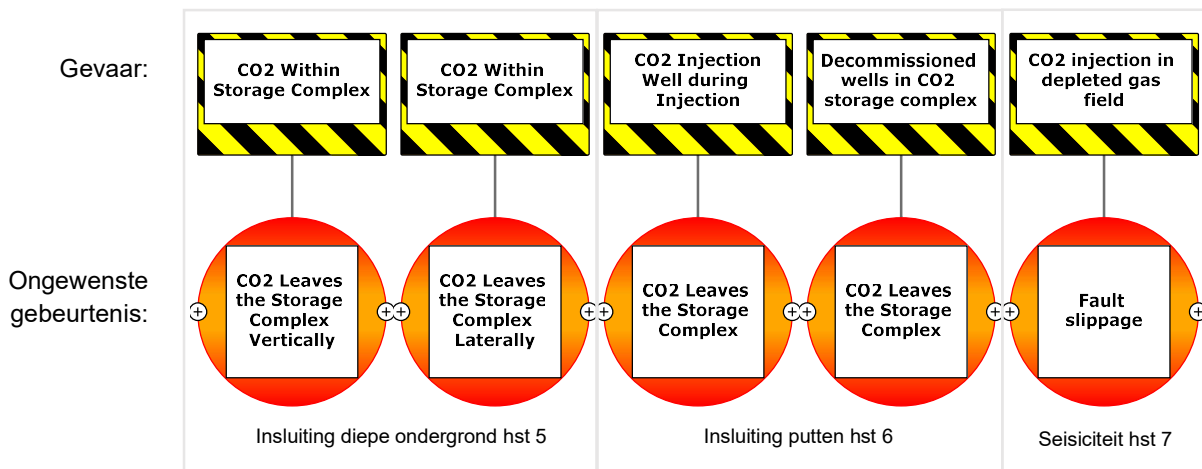 Gevaar:
CO2 Within
Storage Complex
CO2 Within
Storage Complex
CO2 Injection
Well during
Injection
Decommissioned
wells in CO2
storage complex
CO2 injection in
depleted gas
field
Ongewenste
gebeurtenis:
CO2 Leaves
the Storage
Complex
Vertically
CO2 Leaves
the Storage
Complex
Laterally
CO2 Leaves
the Storage
Complex
CO2 Leaves
the Storage
Complex
Fault
slippage
Insluiting diepe ondergrond hst 5
Insluiting putten hst 6
Seisiciteit hst 7